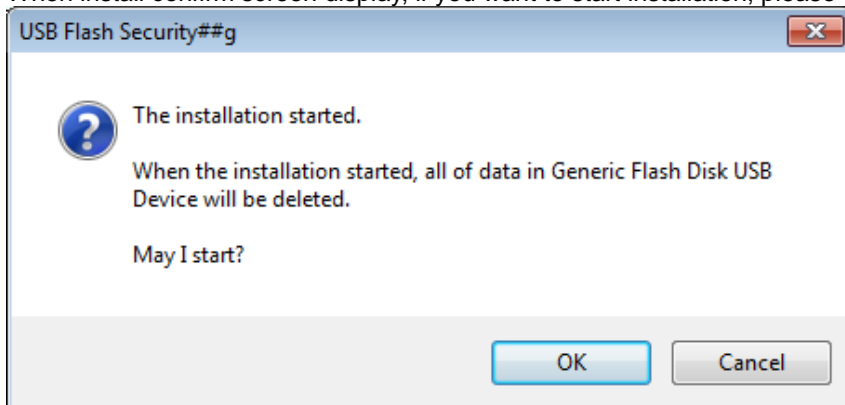 When install confirm screen display, if you want to start installation, please
USB Flash Security##g
The installation started.
When the installation started, all of data in Generic Flash Disk USB
Device will be deleted.
May I start?
OK
Cancel